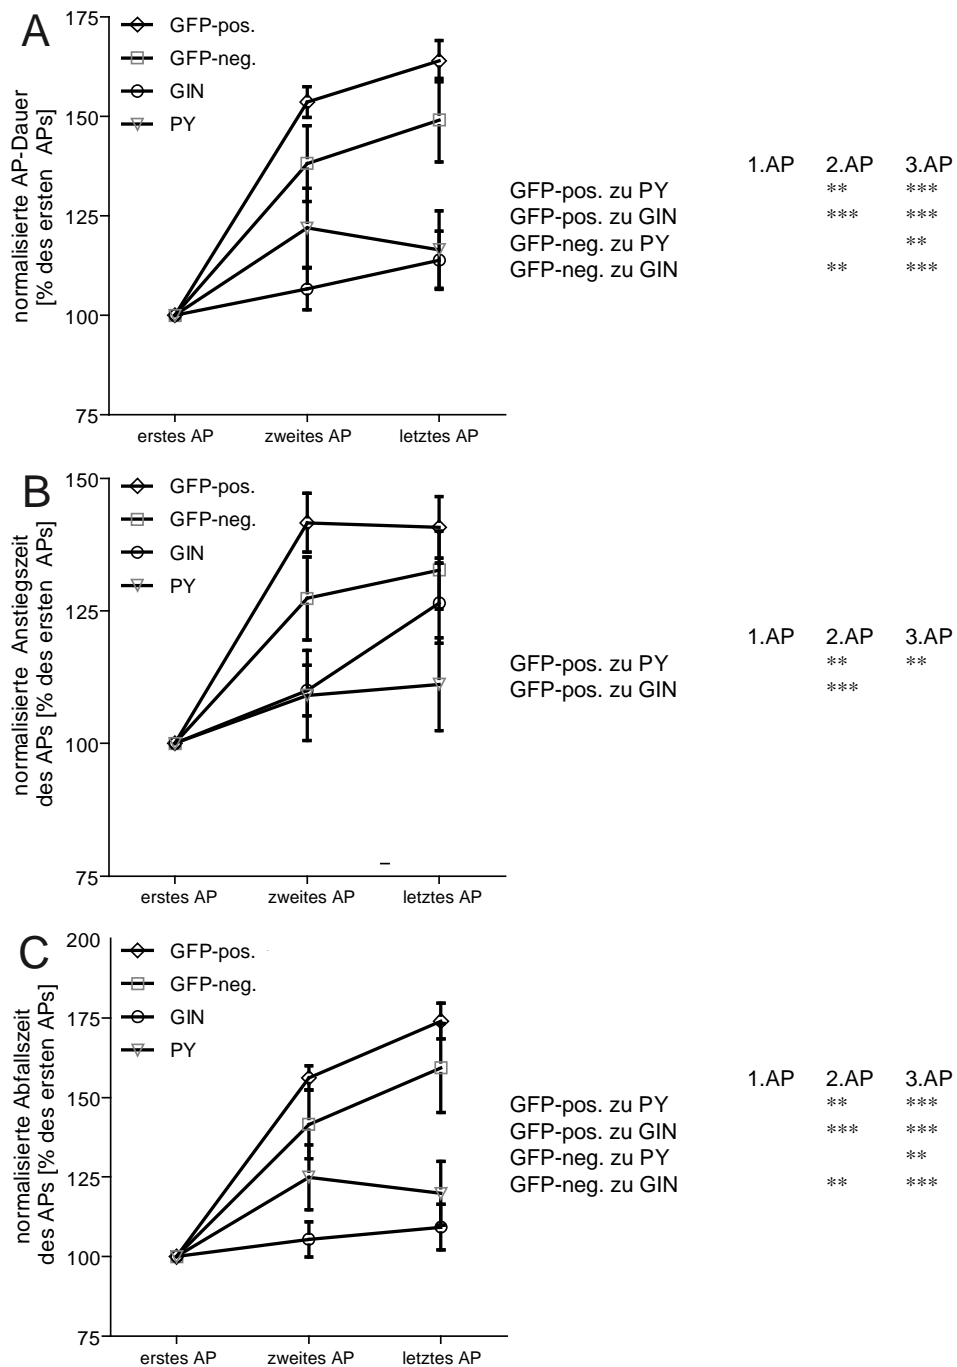 A
175
150
125
100
75
normalisierte AP-Dauer
[% des ersten APs]
GFP-pos.
GFP-neg.
GIN
PY
erstes AP zweites AP letztes AP
1.AP 2.AP 3.AP
GFP-pos. zu PY ** ***
GFP-pos. zu GIN *** ***
GFP-neg. zu PY **
GFP-neg. zu GIN ** ***
B
150
125
100
75
normalisierte Anstiegszeit
des APs [% des ersten APs]
GFP-pos.
GFP-neg.
GIN
PY
erstes AP zweites AP letztes AP
1.AP 2.AP 3.AP
GFP-pos. zu PY ** **
GFP-pos. zu GIN ***
C
200
175
150
125
100
75
normalisierte Abfallszeit
des APs [% des ersten APs]
GFP-pos.
GFP-neg.
GIN
PY
erstes AP zweites AP letztes AP
1.AP 2.AP 3.AP
GFP-pos. zu PY ** ***
GFP-pos. zu GIN *** ***
GFP-neg. zu PY **
GFP-neg. zu GIN ** ***